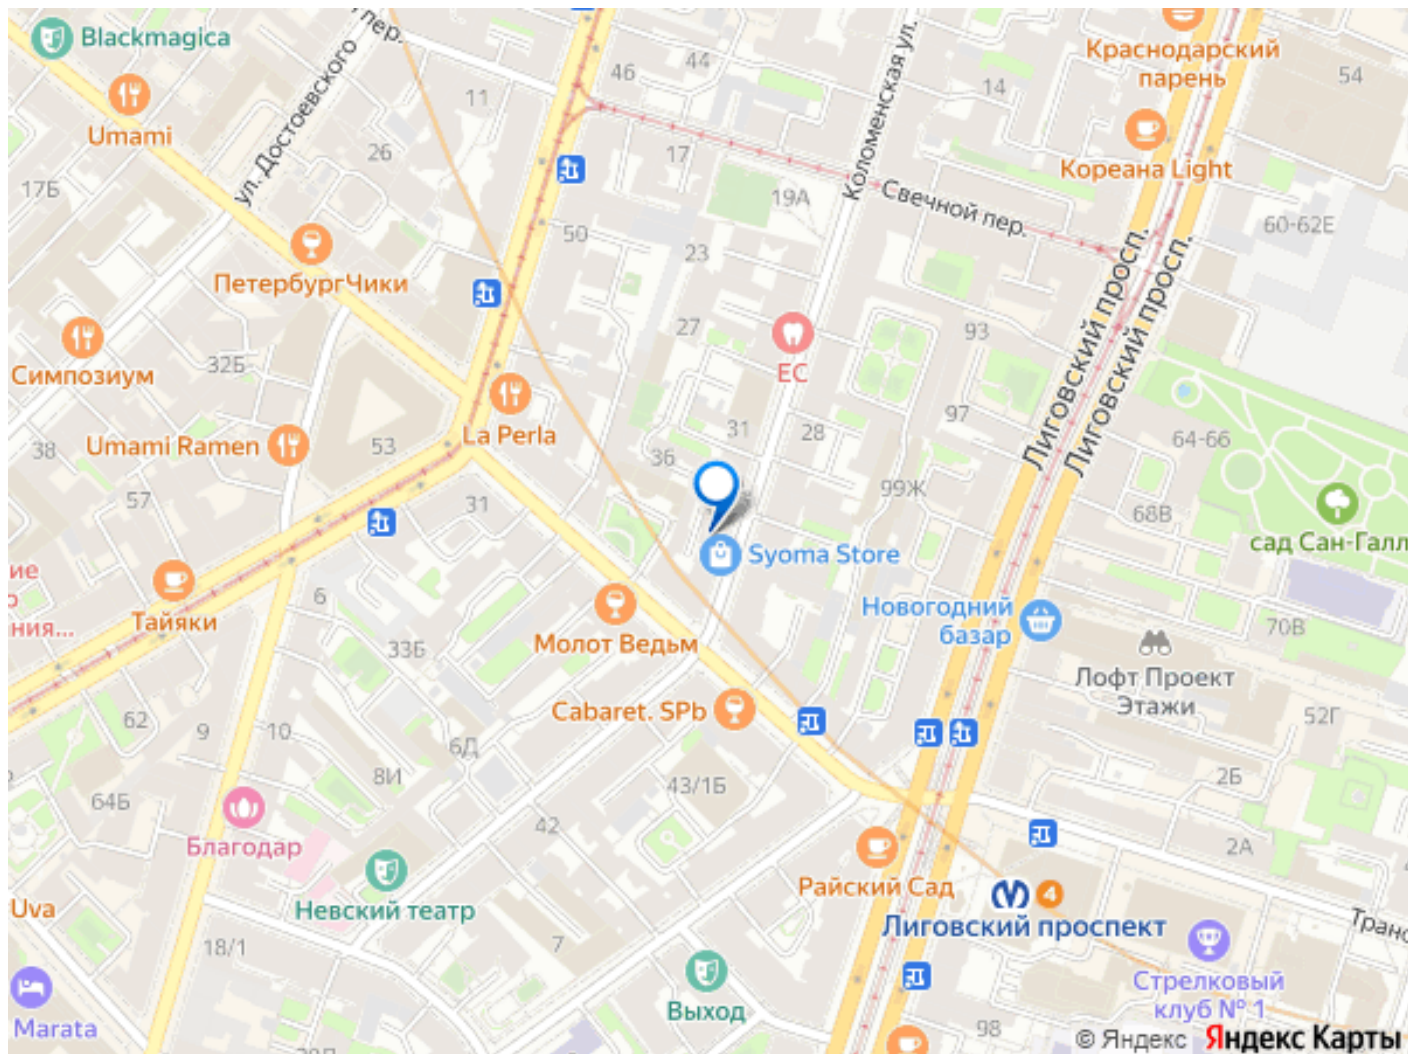 Blackmagica
пер.
46
44
Коломенская ул.
Краснодарский
парень
54
11
14
Umami
ул. Достоевского
26
17
Кореана Light
17Б
19А
Свечной пер.
60-62Е
50
23
Лиговский просп.
Лиговский просп.
ПетербургЧики
27
93
ЕС
Симпозиум
32Б
97
La Perla
31
28
64-66
38
Umami Ramen
53
36
99Ж
57
31
68В
сад Сан-Галл
Syoma Store
ие
ния...
Тайяки
6
Новогодний
базар
70В
33Б
Молот Ведьм
Лофт Проект
Этажи
62
9
10
Cabaret. SPb
52Г
6Д
8И
43/1Б
2Б
64Б
42
Благодар
2А
Райский Сад
4
Uva
Невский театр
Лиговский проспект
Транс
18/1
7
Стрелковый
клуб № 1
Выход
Marata
98
© Яндекс Яндекс Карты